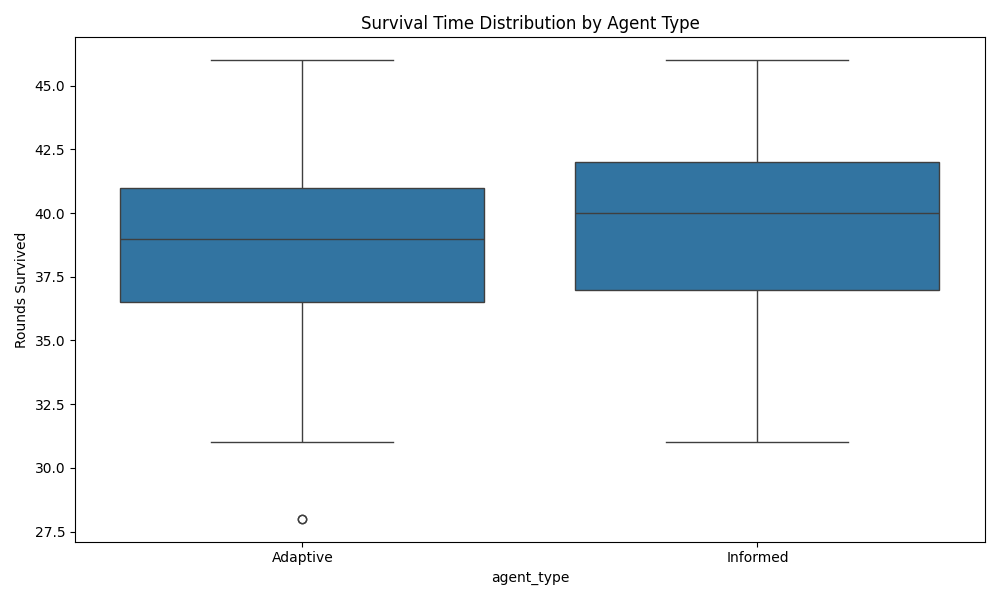 Survival Time Distribution by Agent Type
Rounds Survived
45.0
42.5
40.0
37.5
35.0
32.5
30.0
27.5
Adaptive
Informed
agent_type